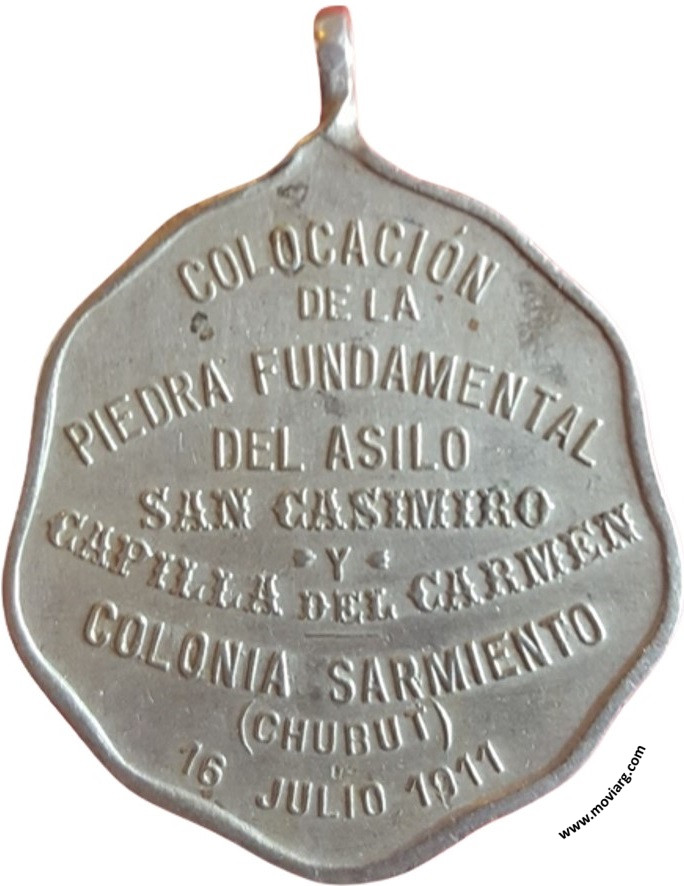 COLOCACIÓN
DE LA
PIEDRA FUNDAMENTAL
DEL ASILO
SAN CASIMIRO
Y
CAPILLA DEL CARMEN
COLONIA SARMIENTO
(CHUBUT)
16 JULIO 1911
www.moviarg.com